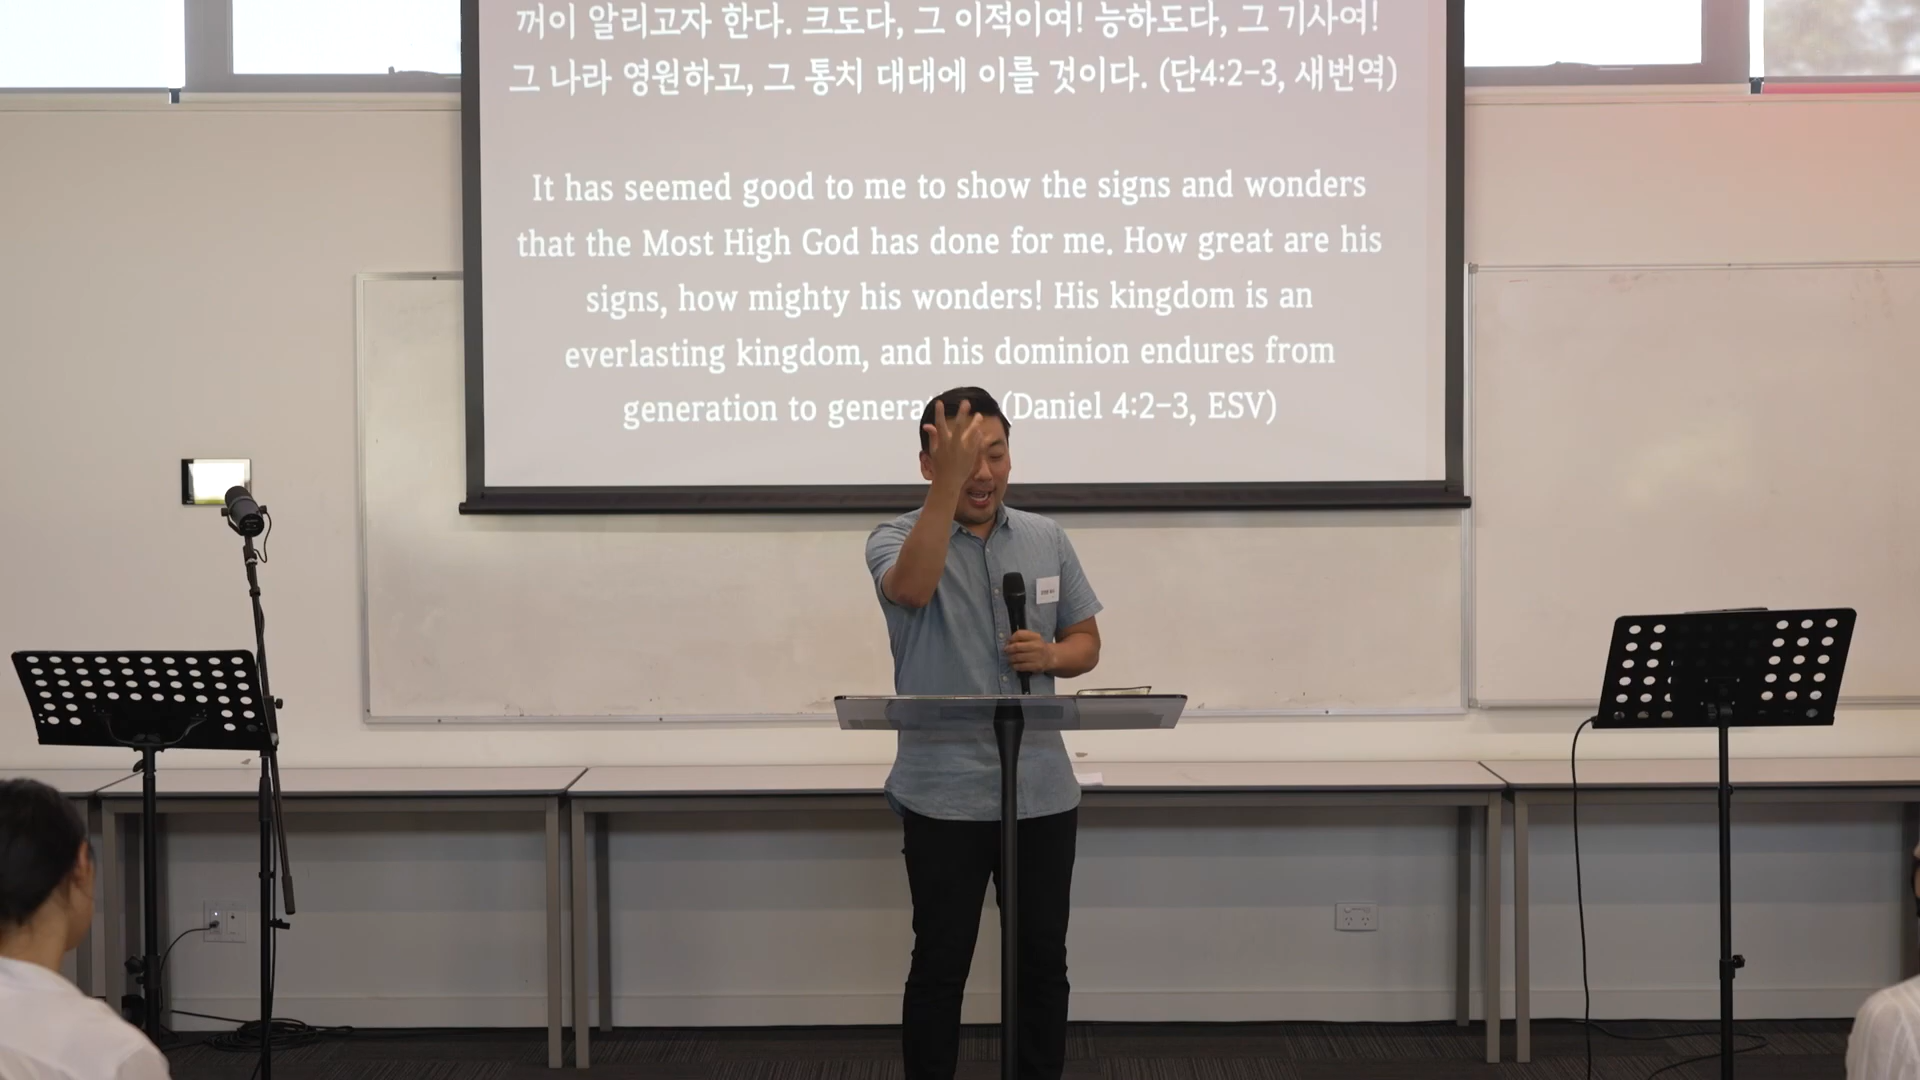 꺼이 알리고자 한다. 크도다, 그 이적이여! 능하도다, 그 기사여!
그 나라 영원하고, 그 통치 대대에 이를 것이다. (단4:2-3, 새번역)
It has seemed good to me to show the signs and wonders
that the Most High God has done for me. How great are his
signs, how mighty his wonders! His kingdom is an
everlasting kingdom, and his dominion endures from
generation to (Daniel 4:2-3, ESV)